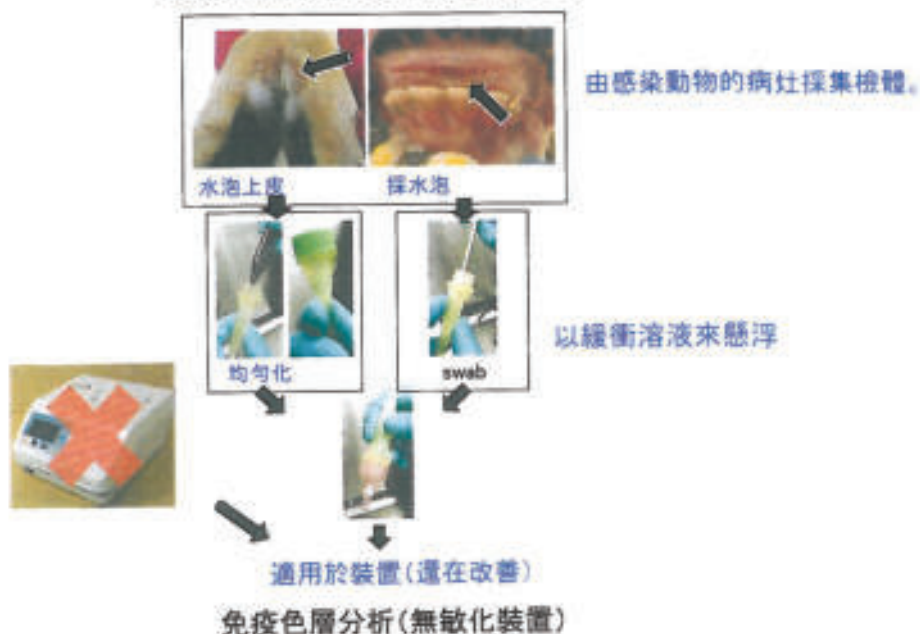 由感染動物的病灶採集檢體。
水泡上皮
採水泡
以緩衝溶液來懸浮
均勻化
swab
適用於裝置(還在改善)
免疫色層分析(無敏化裝置)